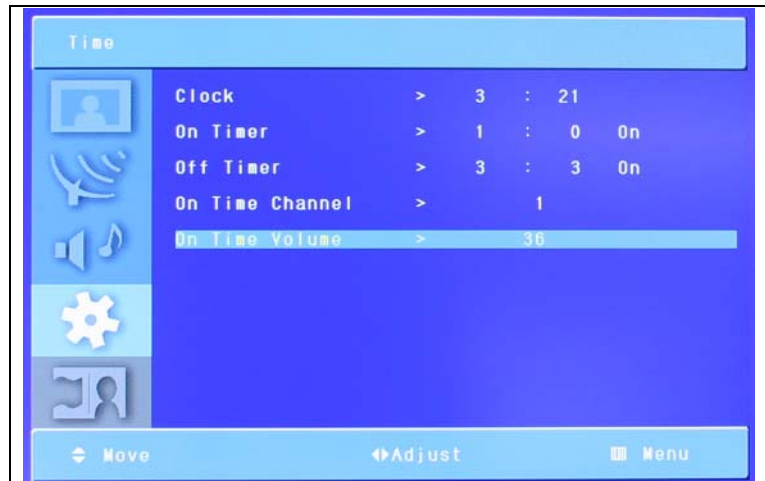 Time
Clock > 3 : 21
On Timer > 1 : 0 On
Off Timer > 3 : 3 On
On Time Channel > 1
On Time Volume > 36
Move Adjust Menu